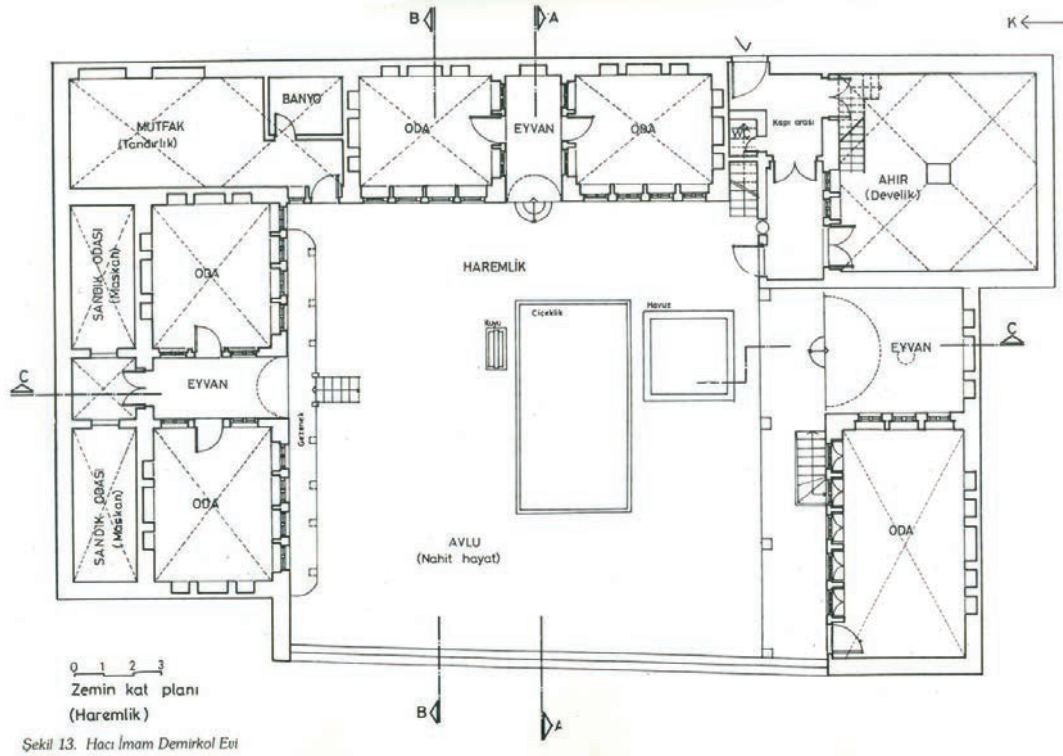 B
A
K
MUTFAK
(Tandırlık)
BANYO
ODA
EYVAN
ODA
WC
Kapı arası
AHIR
(Develik)
SANDIK ODASI
(Maskan)
ODA
HAREMLİK
Kuyu
Çiçeklik
Havuz
EYVAN
C
C
EYVAN
Gezenek
SANDIK ODASI
(Maskan)
ODA
AVLU
(Nahit hayat)
ODA
0 1 2 3
Zemin kat planı
(Haremlik)
B
A
Şekil 13. Hacı İmam Demirkol Evi